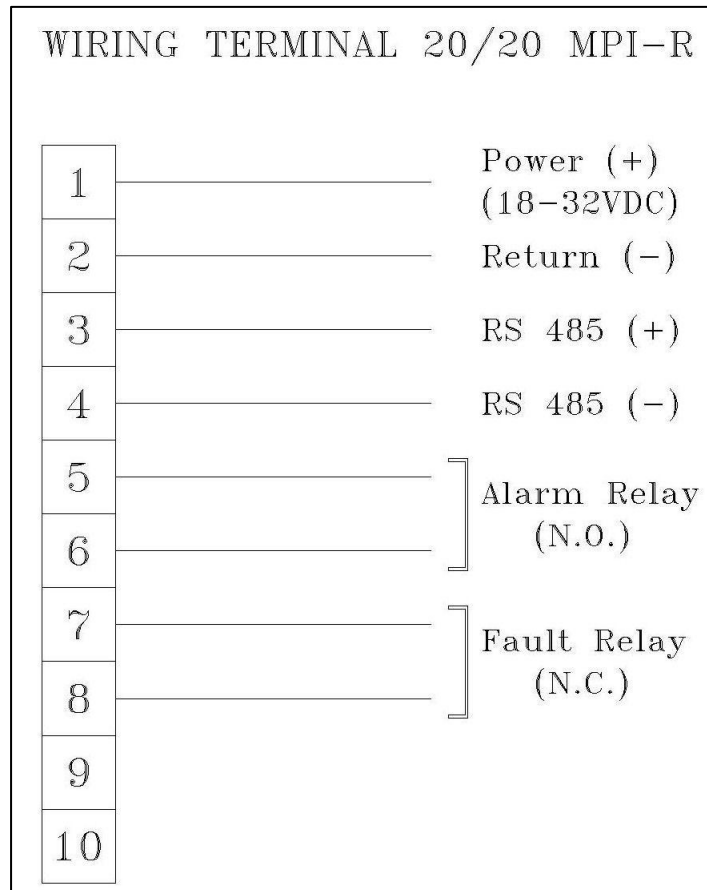 WIRING TERMINAL 20/20 MPI-R
1
Power (+)
(18-32VDC)
2
Return (-)
3
RS 485 (+)
4
RS 485 (-)
5
Alarm Relay
(N.O.)
6
7
Fault Relay
(N.C.)
8
9
10